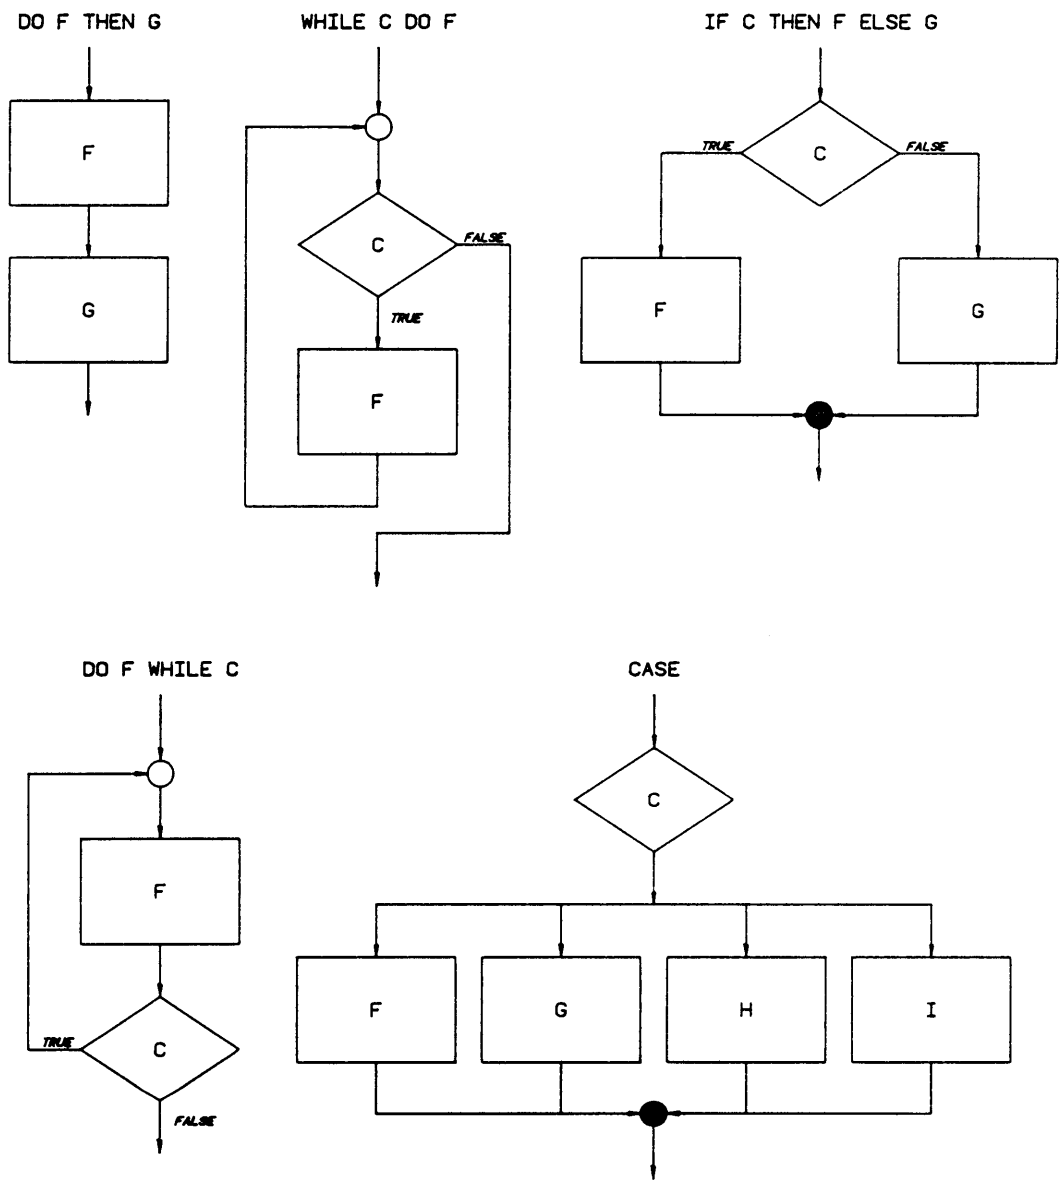 DO F THEN G
F
G
WHILE C DO F
C
FALSE
TRUE
F
IF C THEN F ELSE G
TRUE
C
FALSE
F
G
DO F WHILE C
F
TRUE
C
FALSE
CASE
C
F
G
H
I